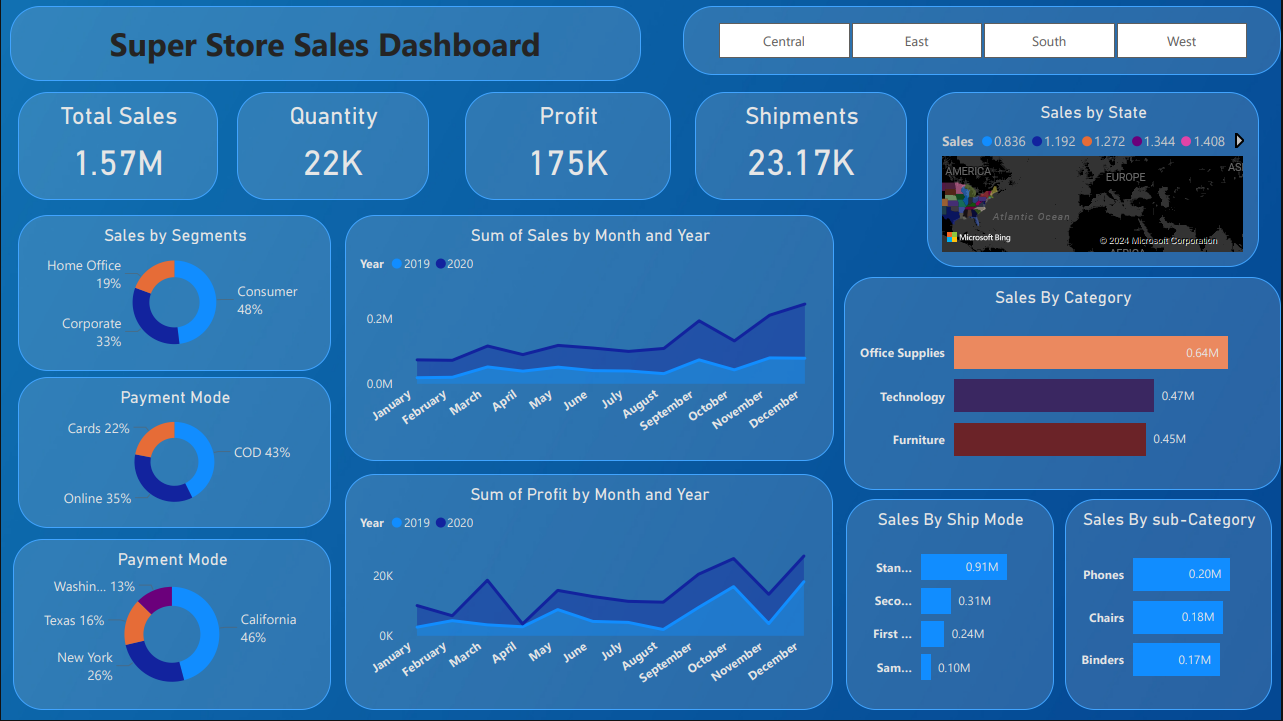 Super Store Sales Dashboard
Central
East
South
West
Total Sales
1.57M
Quantity
22K
Profit
175K
Shipments
23.17K
Sales by State
Sales 0.836 1.192 1.272 1.344 1.408
AMERICA
EUROPE
ASI
Atlantic Ocean
Microsoft Bing
© 2024 Microsoft Corporation
AFRICA
Sales by Segments
Home Office
19%
Consumer
48%
Corporate
33%
Sum of Sales by Month and Year
Year 2019 2020
0.2M
0.0M
January
February
March
April
May
June
July
August
September
October
November
December
Sales By Category
Office Supplies 0.64M
Technology 0.47M
Furniture 0.45M
Payment Mode
Cards 22%
COD 43%
Online 35%
Sum of Profit by Month and Year
Year 2019 2020
20K
0K
January
February
March
April
May
June
July
August
September
October
November
December
Sales By Ship Mode
Stan... 0.91M
Seco... 0.31M
First ... 0.24M
Sam... 0.10M
Sales By sub-Category
Phones 0.20M
Chairs 0.18M
Binders 0.17M
Payment Mode
Washin... 13%
Texas 16%
California
46%
New York
26%